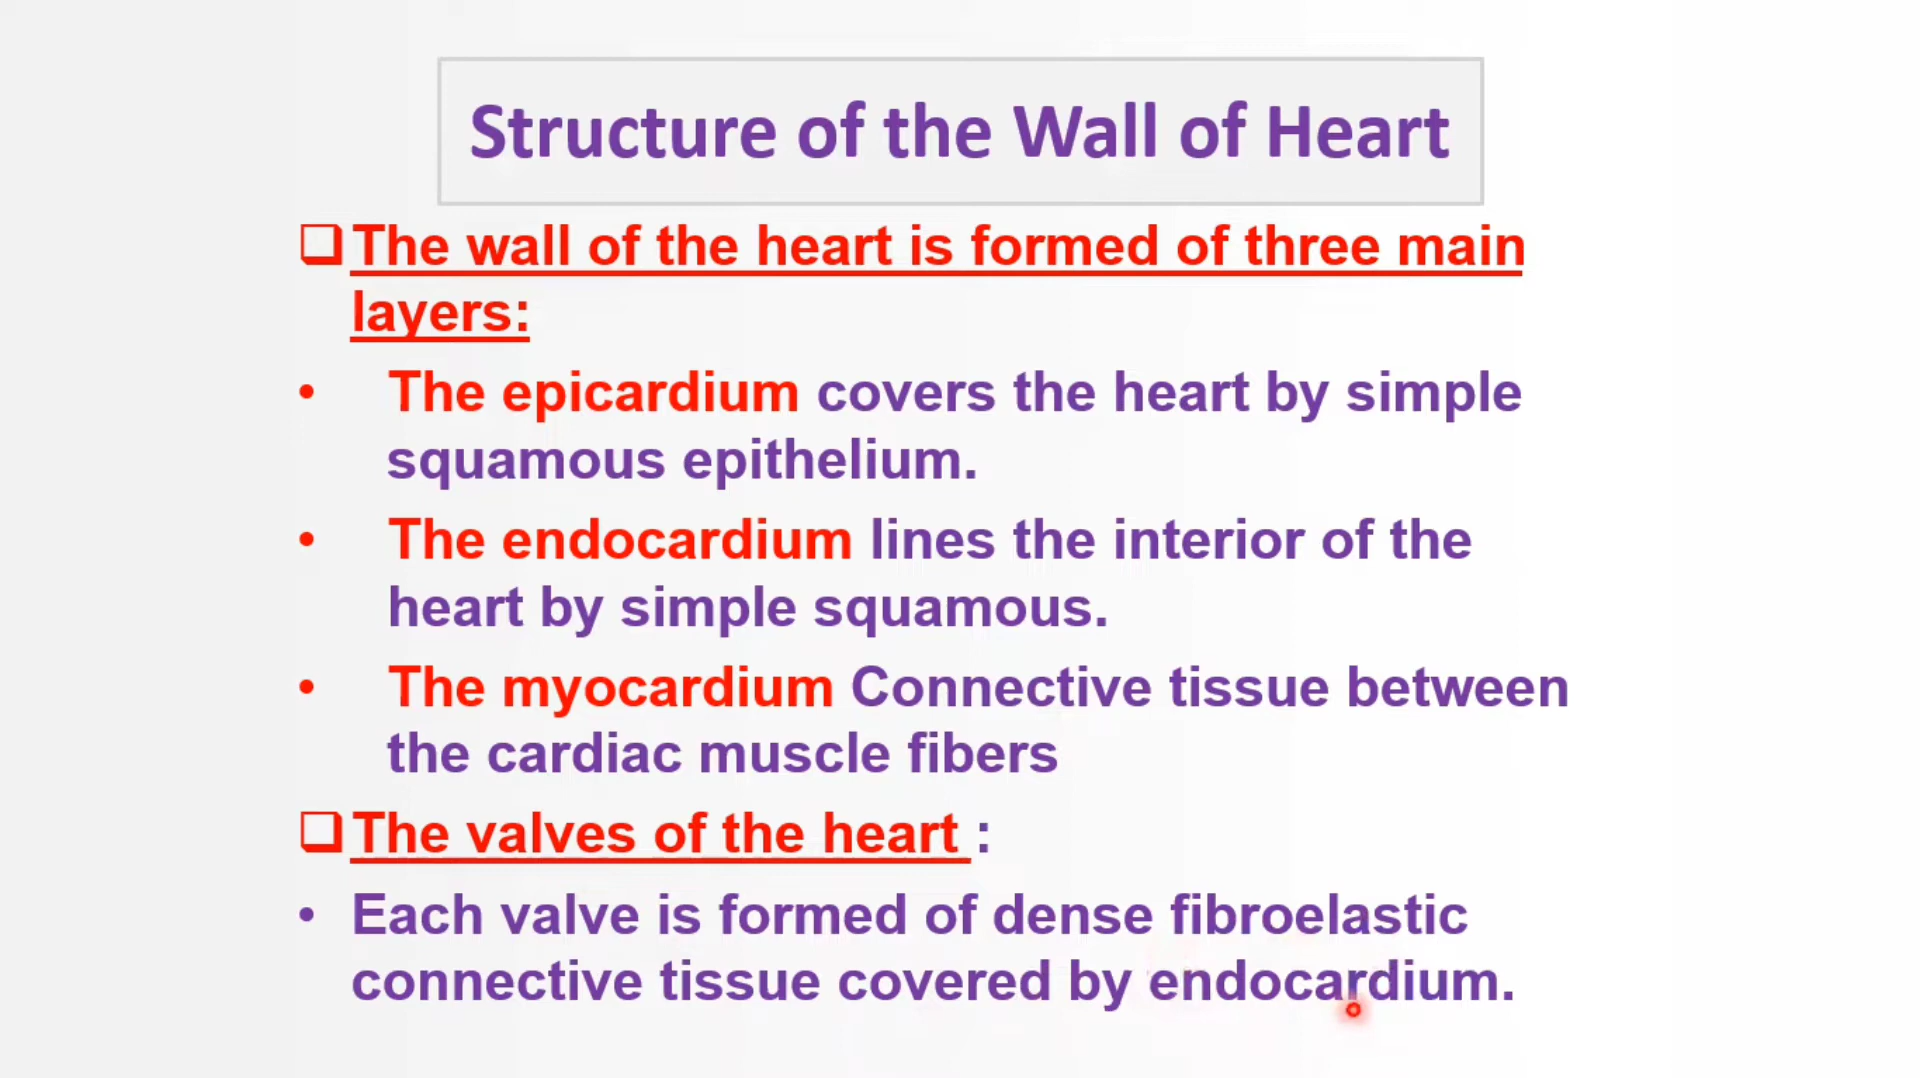 Structure of the Wall of Heart
❑The wall of the heart is formed of three main
layers:
• The epicardium covers the heart by simple
squamous epithelium.
• The endocardium lines the interior of the
heart by simple squamous.
• The myocardium Connective tissue between
the cardiac muscle fibers
❑The valves of the heart :
• Each valve is formed of dense fibroelastic
connective tissue covered by endocardium.